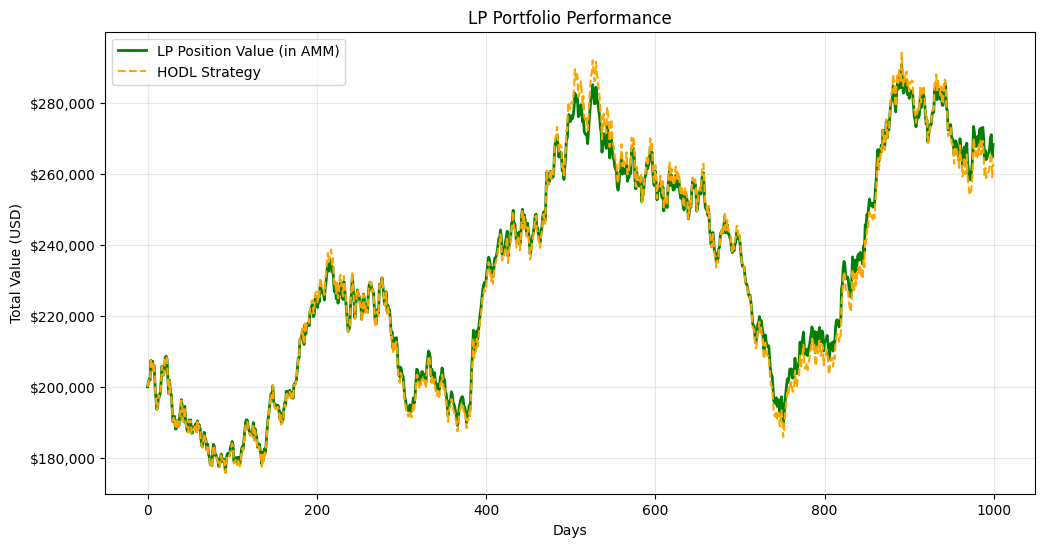 LP Portfolio Performance
LP Position Value (in AMM)
HODL Strategy
Total Value (USD)
$280,000
$260,000
$240,000
$220,000
$200,000
$180,000
0 200 400 600 800 1000
Days